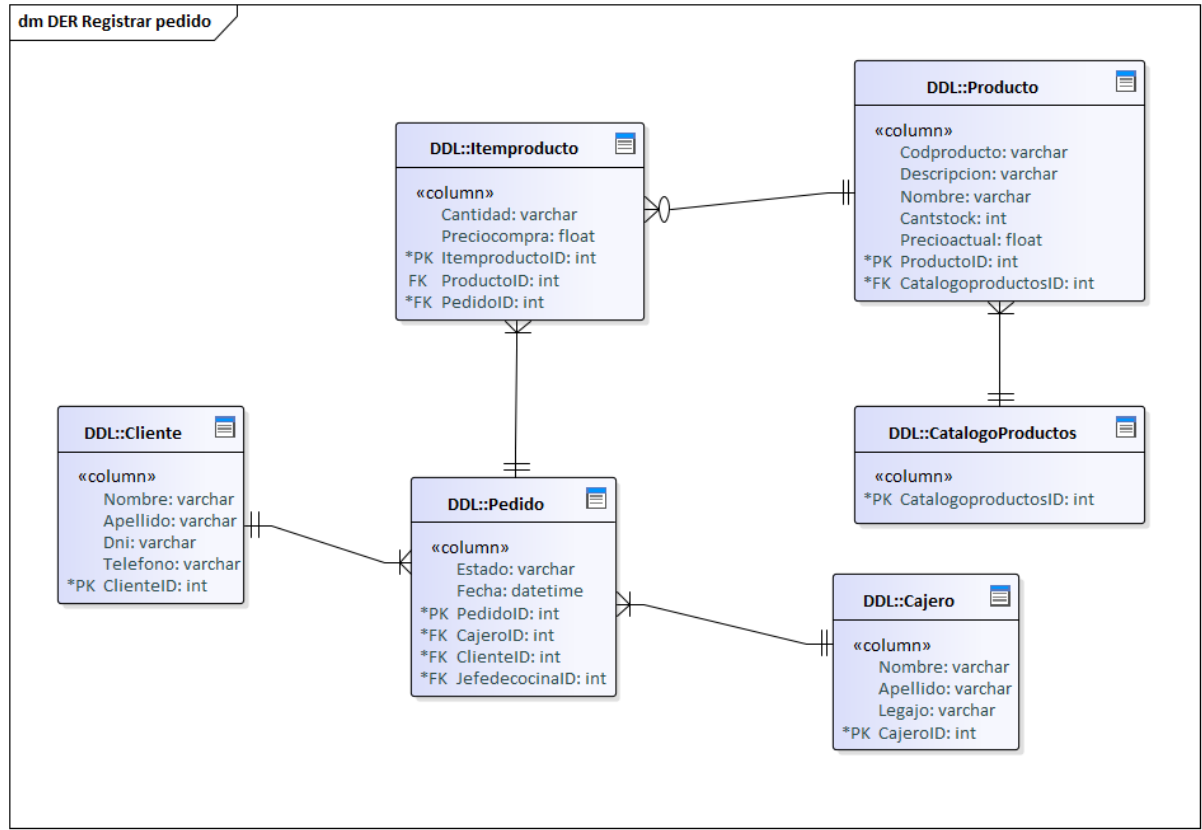 dm DER Registrar pedido
DDL::Producto
«column»
Codproducto: varchar
Descripcion: varchar
Nombre: varchar
Cantstock: int
Precioactual: float
*PK ProductoID: int
*FK CatalogoproductosID: int
DDL::Itemproducto
«column»
Cantidad: varchar
Preciocompra: float
*PK ItemproductoID: int
FK ProductoID: int
*FK PedidoID: int
DDL::Cliente
«column»
Nombre: varchar
Apellido: varchar
Dni: varchar
Telefono: varchar
*PK ClienteID: int
DDL::CatalogoProductos
«column»
*PK CatalogoproductosID: int
DDL::Pedido
«column»
Estado: varchar
Fecha: datetime
*PK PedidoID: int
*FK CajeroID: int
*FK ClienteID: int
*FK JefedecocinaID: int
DDL::Cajero
«column»
Nombre: varchar
Apellido: varchar
Legajo: varchar
*PK CajeroID: int